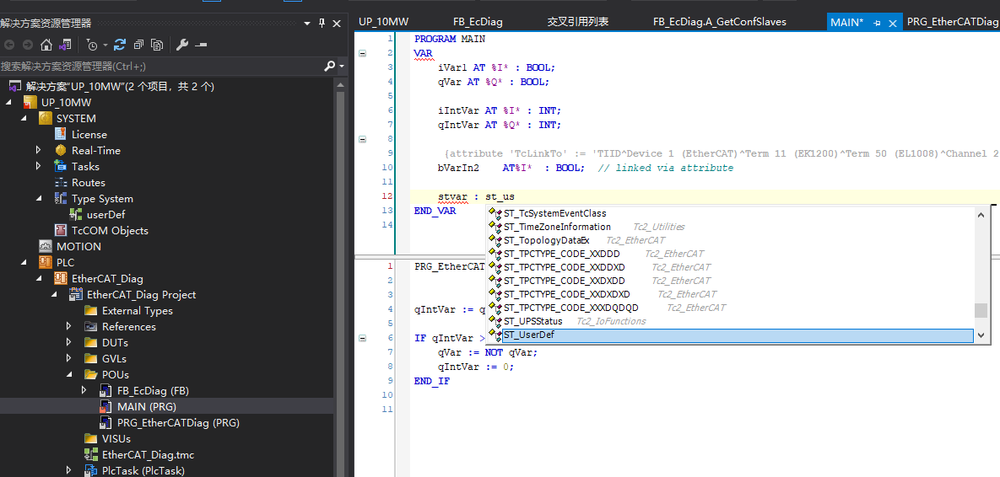 解决方案资源管理器
搜索解决方案资源管理器(Ctrl+;)
解决方案"UP_10MW"(2 个项目，共 2 个)
UP_10MW
SYSTEM
License
Real-Time
Tasks
Routes
Type System
userDef
TcCOM Objects
MOTION
PLC
EtherCAT_Diag
EtherCAT_Diag Project
External Types
References
DUTs
GVLs
POUs
FB_EcDiag (FB)
MAIN (PRG)
PRG_EtherCATDiag (PRG)
VISUs
EtherCAT_Diag.tmc
PlcTask (PlcTask)
UP_10MW
FB_EcDiag
交叉引用列表
FB_EcDiag.A_GetConfSlaves
MAIN*
PRG_EtherCATDiag
1 PROGRAM MAIN
2 VAR
3 iVar1 AT %I* : BOOL;
4 qVar AT %Q* : BOOL;
5
6 iIntVar AT %I* : INT;
7 qIntVar AT %Q* : INT;
8
9 {attribute 'TcLinkTo' := 'TIID^Device 1 (EtherCAT)^Term 11 (EK1200)^Term 50 (EL1008)^Channel 2
10 bVarIn2 AT%I* : BOOL; // linked via attribute
11
12 stvar : st_us
13 END_VAR
14
ST_TcSystemEventClass
ST_TimeZoneInformation Tc2_Utilities
ST_TopologyDataEx Tc2_EtherCAT
ST_TPCTYPE_CODE_XXDDD Tc2_EtherCAT
ST_TPCTYPE_CODE_XXDDXD Tc2_EtherCAT
ST_TPCTYPE_CODE_XXDXDD Tc2_EtherCAT
ST_TPCTYPE_CODE_XXDXDXD Tc2_EtherCAT
ST_TPCTYPE_CODE_XXXDQDQD Tc2_EtherCAT
ST_UPSStatus Tc2_IoFunctions
ST_UserDef
1 PRG_EtherCAT
2
3
4 qIntVar := q
5
6 IF qIntVar >
7 qVar := NOT qVar;
8 qIntVar := 0;
9 END_IF
10
11